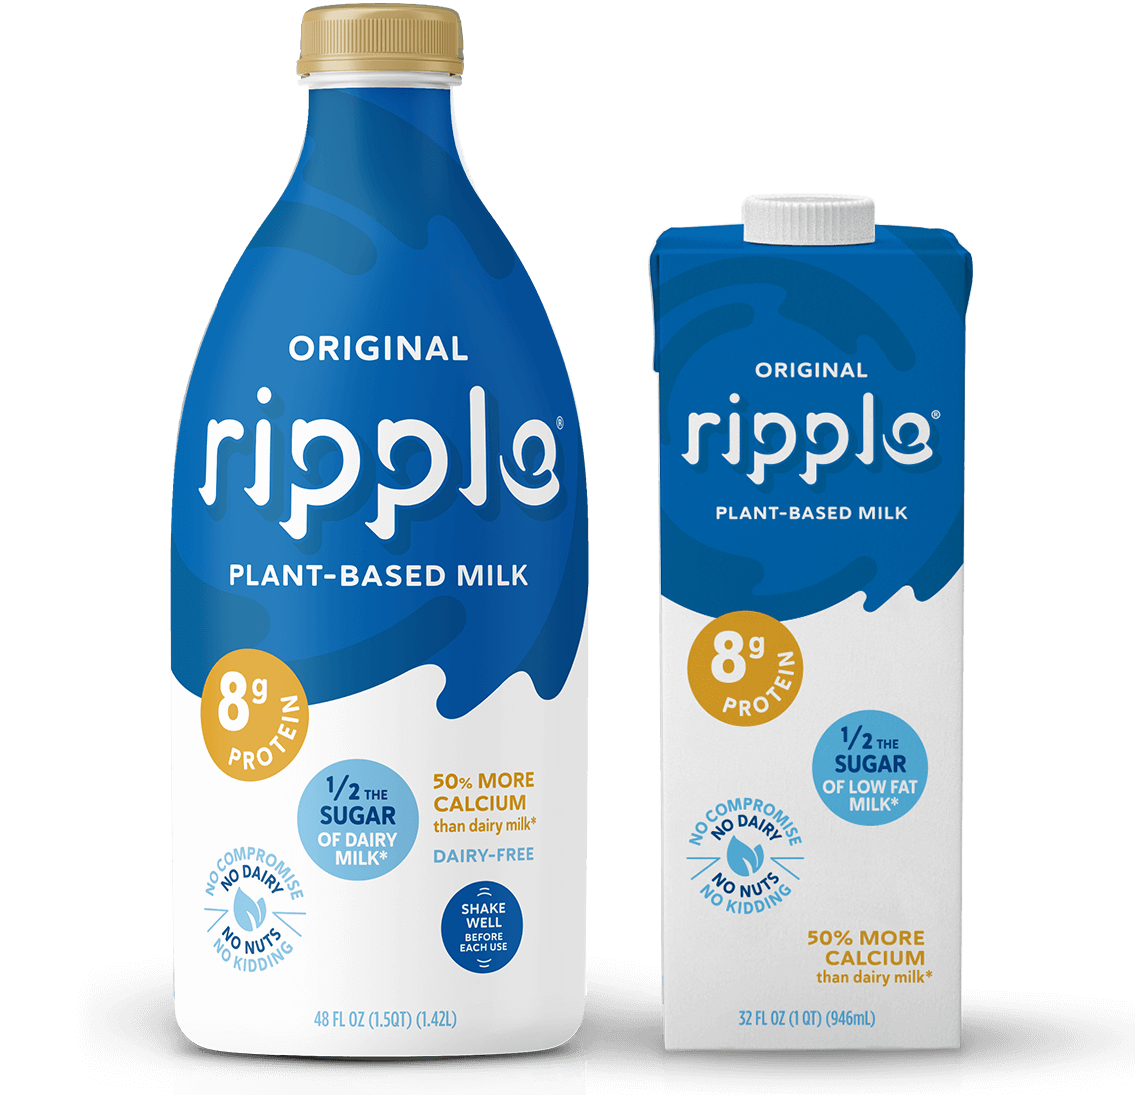 ORIGINAL
ripple®
PLANT-BASED MILK
8g
PROTEIN
1/2 THE
SUGAR
OF DAIRY
MILK*
50% MORE
CALCIUM
than dairy milk*
DAIRY-FREE
NO COMPROMISE
NO DAIRY
NO NUTS
NO KIDDING
SHAKE
WELL
BEFORE
EACH USE
48 FL OZ (1.5QT) (1.42L)
ORIGINAL
ripple®
PLANT-BASED MILK
8g
PROTEIN
1/2 THE
SUGAR
OF LOW FAT
MILK*
NO COMPROMISE
NO DAIRY
NO NUTS
NO KIDDING
50% MORE
CALCIUM
than dairy milk*
32 FL OZ (1 QT) (946mL)